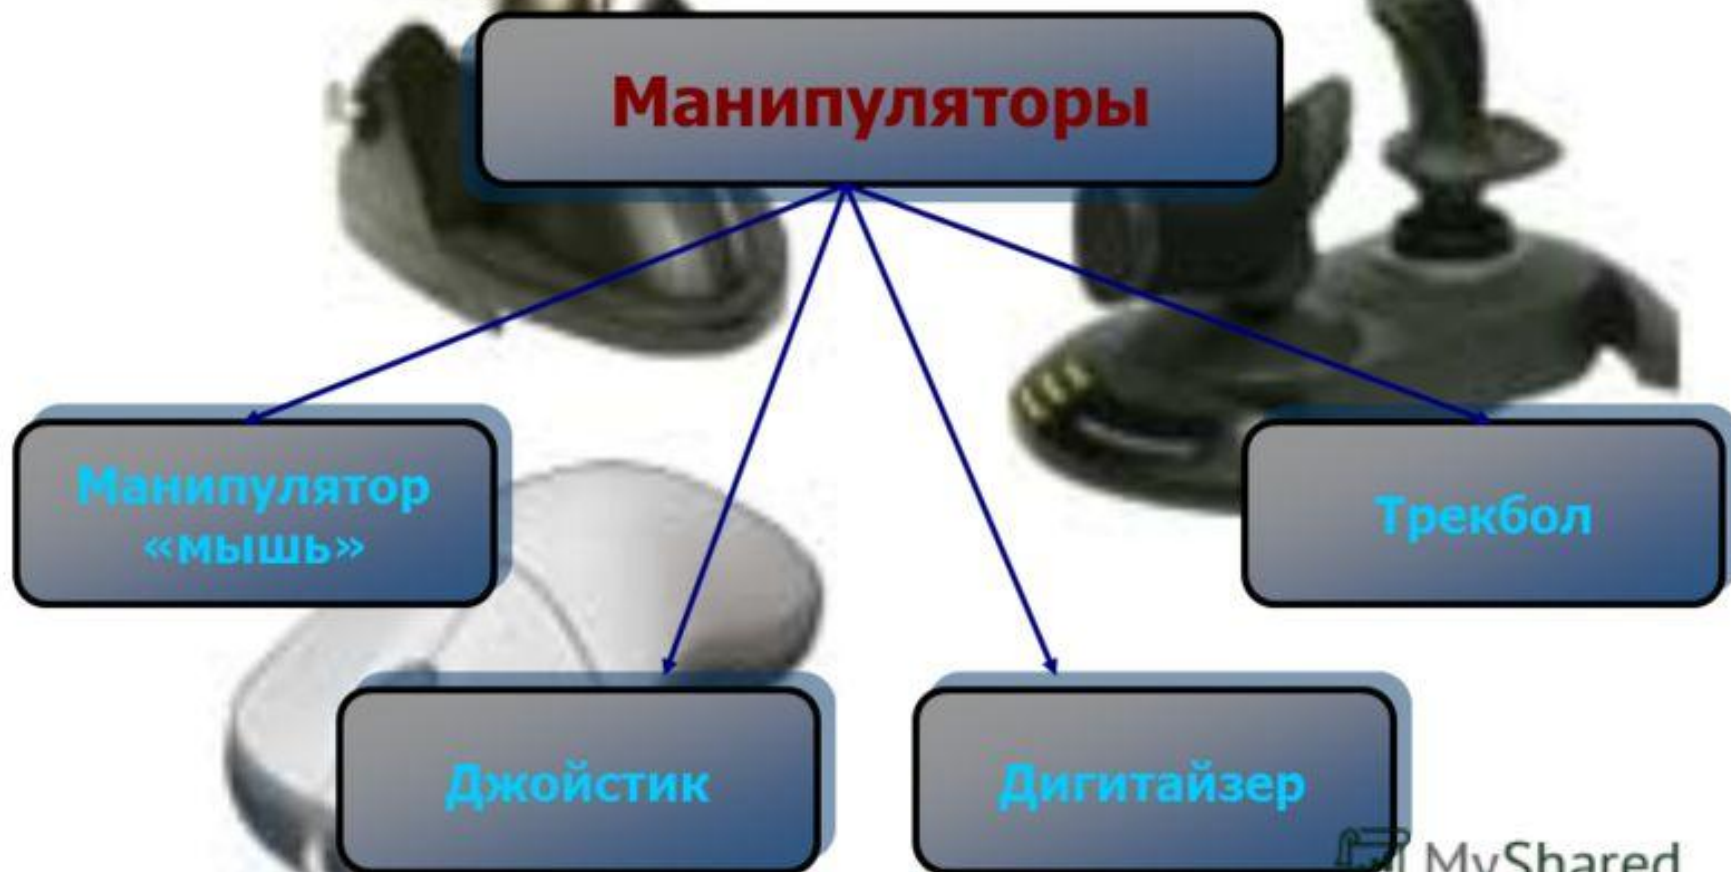 Манипуляторы
Манипулятор
«мышь»
Трекбол
Джойстик
Дигитайзер
MyShared